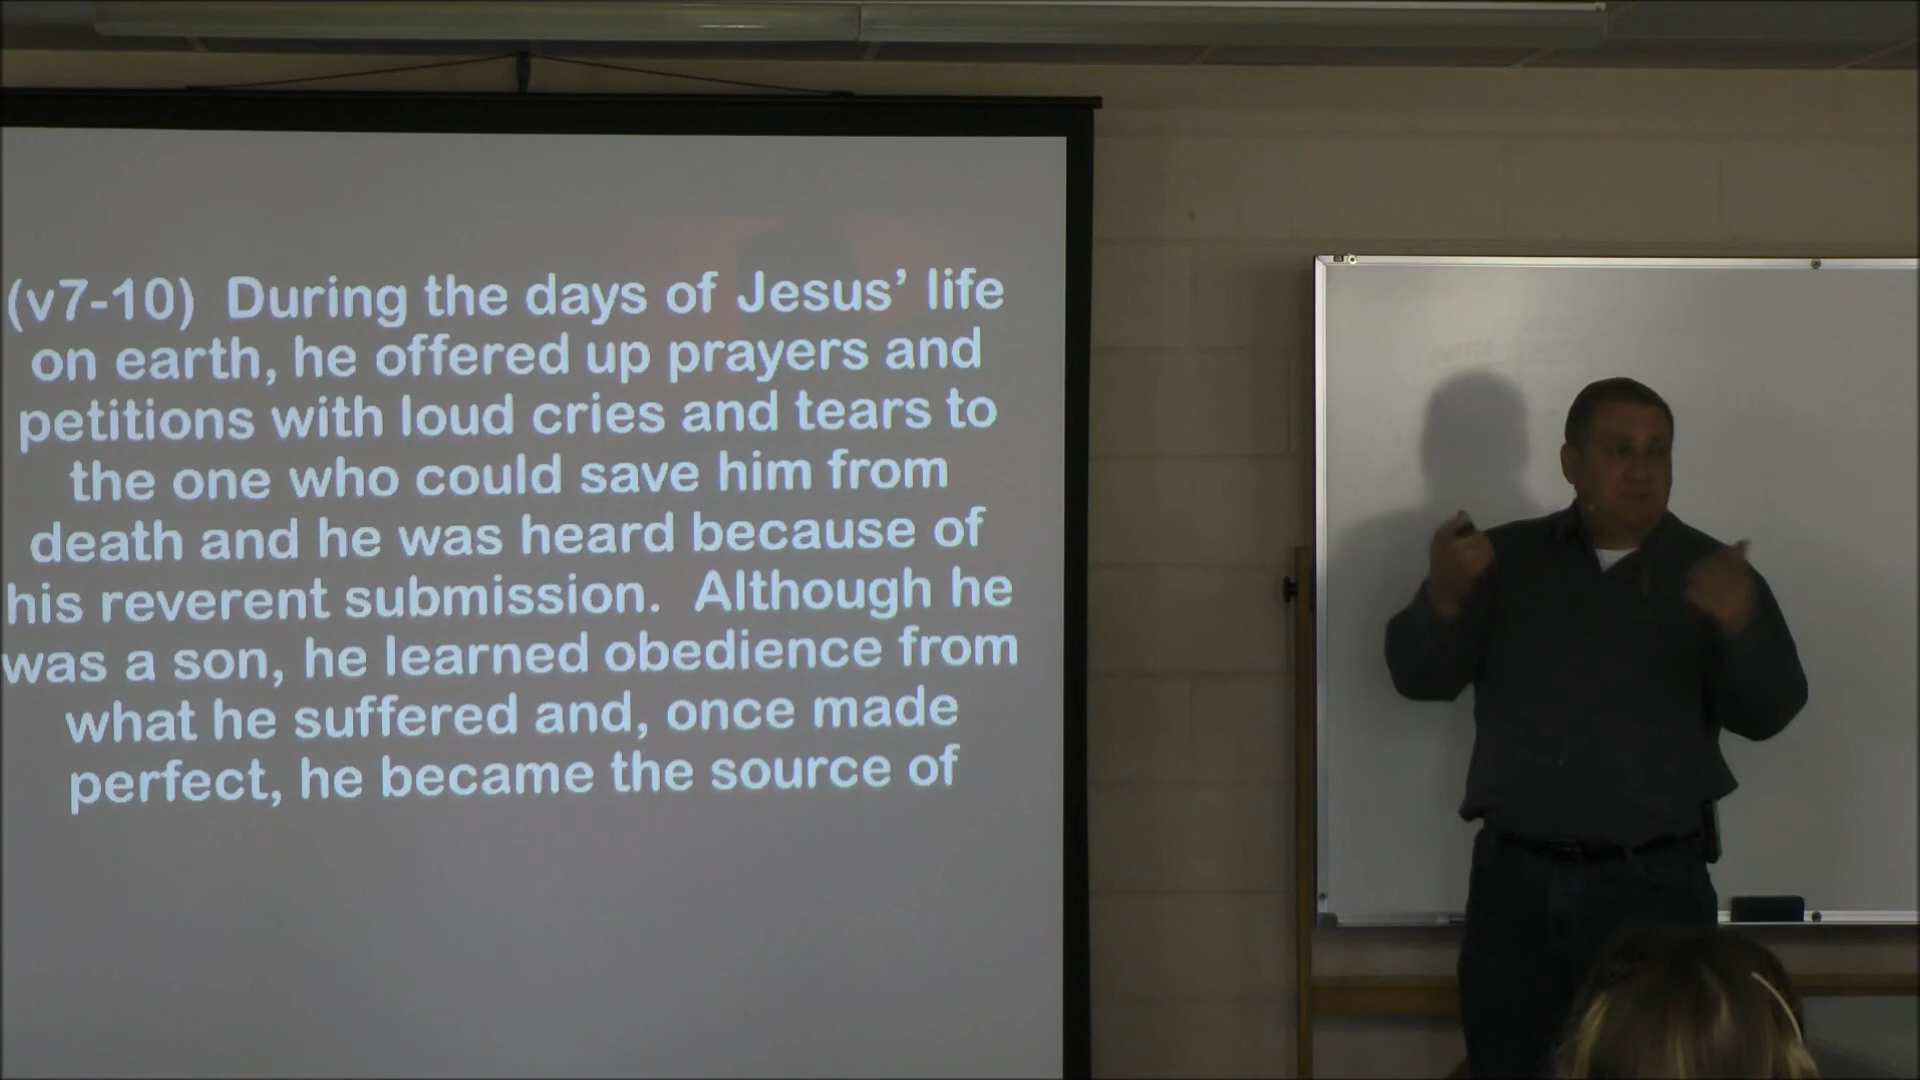 (v7-10) During the days of Jesus’ life
on earth, he offered up prayers and
petitions with loud cries and tears to
the one who could save him from
death and he was heard because of
his reverent submission. Although he
was a son, he learned obedience from
what he suffered and, once made
perfect, he became the source of